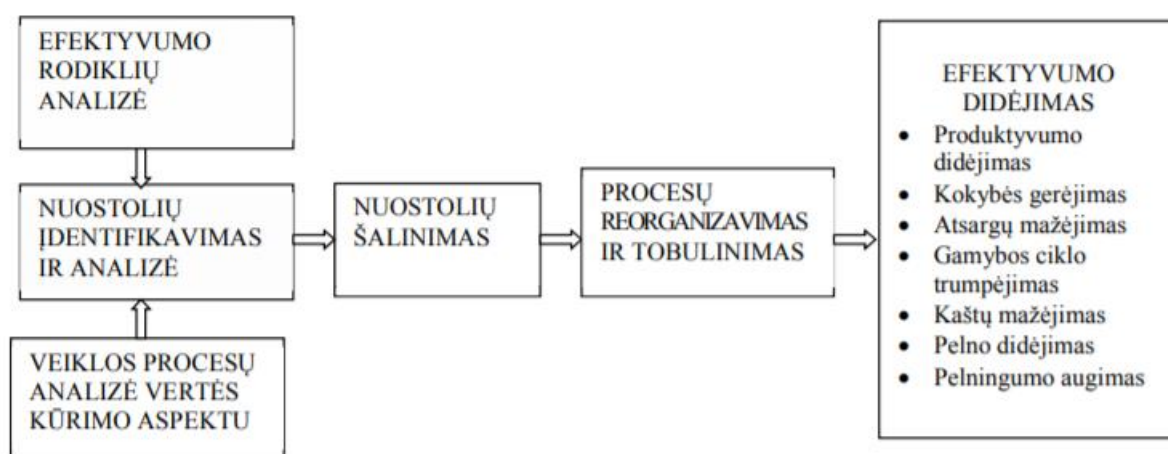 EFEKTYVUMO
RODIKLIŲ
ANALIZĖ
NUOSTOLIŲ
ĮDENTIFIKAVIMAS
IR ANALIZĖ
VEIKLOS PROCESŲ
ANALIZĖ VERTĖS
KŪRIMO ASPEKTU
NUOSTOLIŲ
ŠALINIMAS
PROCESŲ
REORGANIZAVIMAS
IR TOBULINIMAS
EFEKTYVUMO
DIDĖJIMAS
• Produktyvumo
didėjimas
• Kokybės gerėjimas
• Atsargų mažėjimas
• Gamybos ciklo
trumpėjimas
• Kaštų mažėjimas
• Pelno didėjimas
• Pelningumo augimas